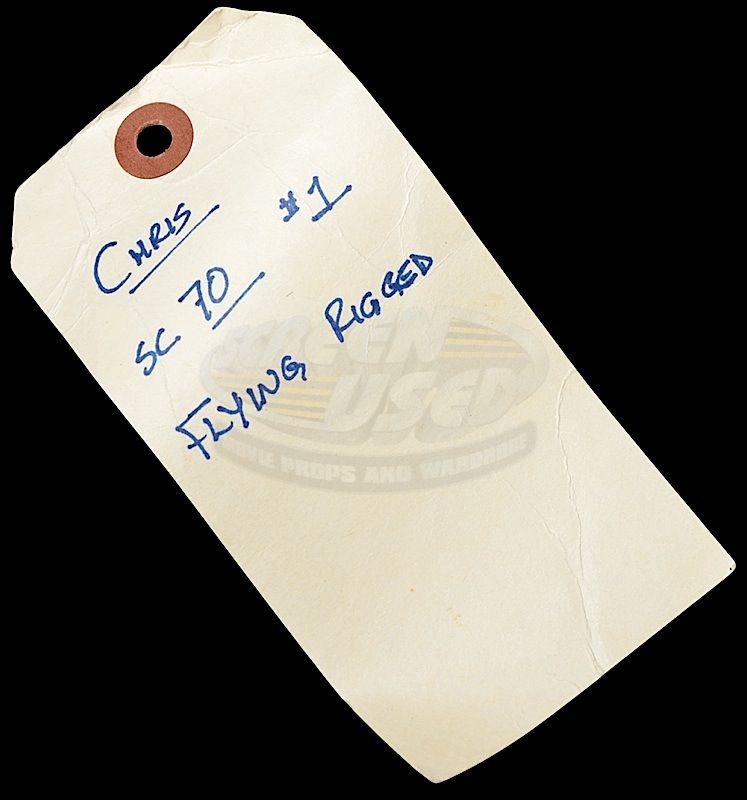 CHRIS #1
SC 70
FLYING RIGGED
SCREEN
USED
MOVIE PROPS AND WARDROBE